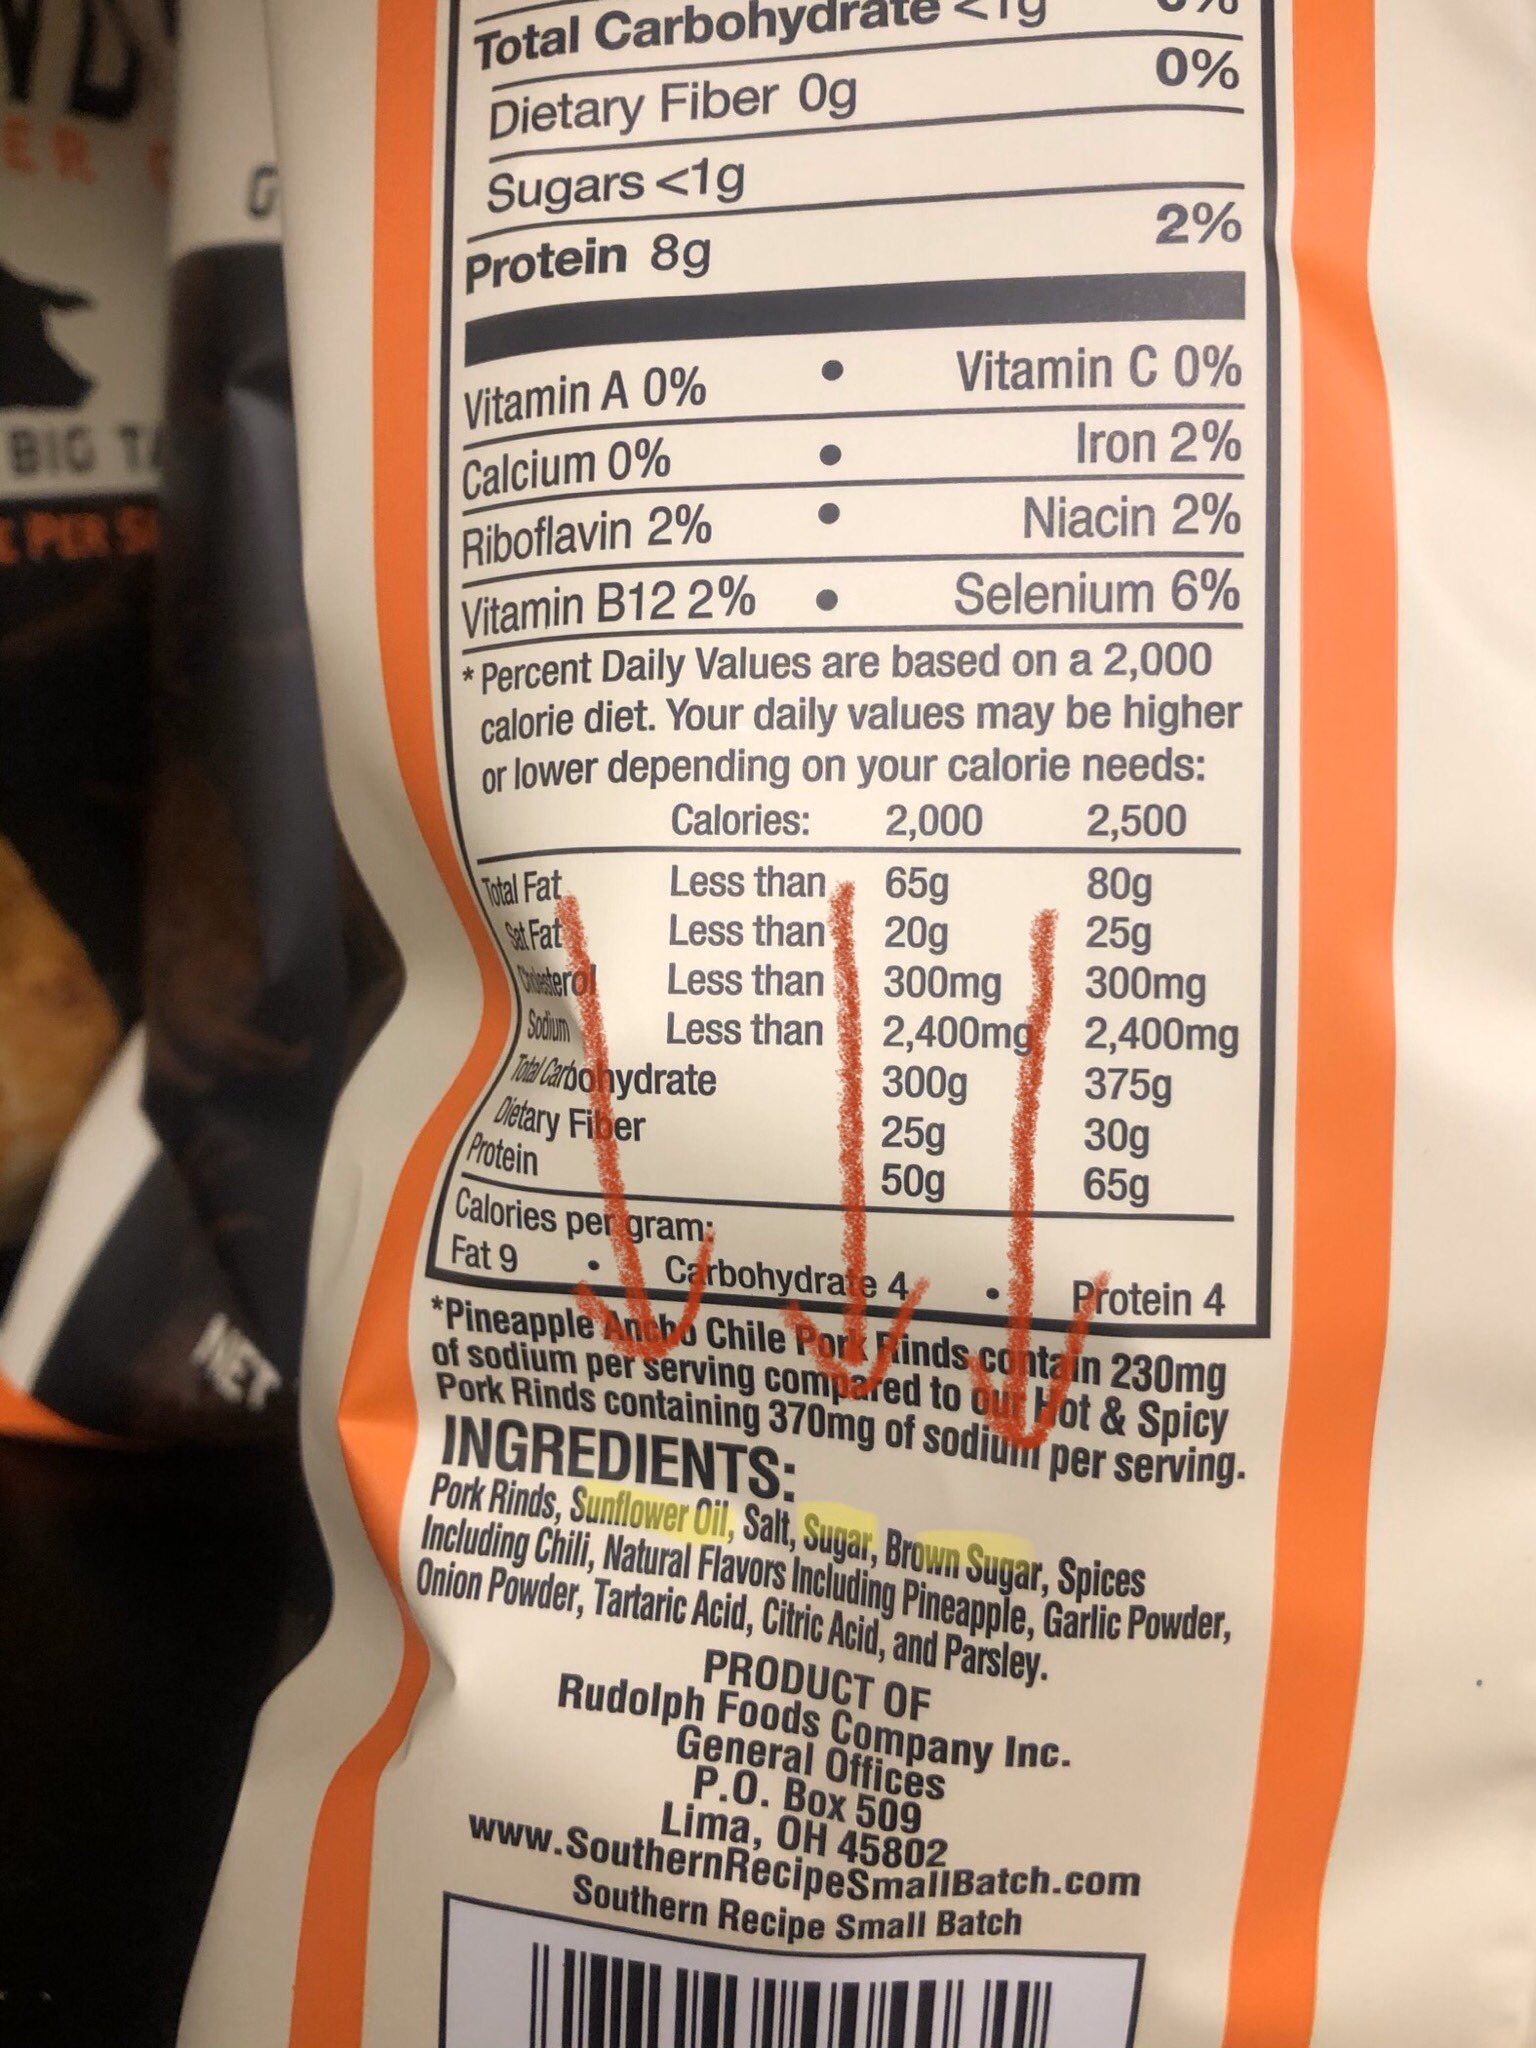 Total Carbohydrate <1g 0%
Dietary Fiber 0g 0%
Sugars <1g
Protein 8g 2%
Vitamin A 0% • Vitamin C 0%
Calcium 0% • Iron 2%
Riboflavin 2% • Niacin 2%
Vitamin B12 2% • Selenium 6%
* Percent Daily Values are based on a 2,000
calorie diet. Your daily values may be higher
or lower depending on your calorie needs:
Calories: 2,000 2,500
Total Fat Less than 65g 80g
Sat Fat Less than 20g 25g
Cholesterol Less than 300mg 300mg
Sodium Less than 2,400mg 2,400mg
Total Carbohydrate 300g 375g
Dietary Fiber 25g 30g
Protein 50g 65g
Calories per gram:
Fat 9 • Carbohydrate 4 • Protein 4
*Pineapple Ancho Chile Pork Rinds contain 230mg
of sodium per serving compared to our Hot & Spicy
Pork Rinds containing 370mg of sodium per serving.
INGREDIENTS:
Pork Rinds, Sunflower Oil, Salt, Sugar, Brown Sugar, Spices
Including Chili, Natural Flavors Including Pineapple, Garlic Powder,
Onion Powder, Tartaric Acid, Citric Acid, and Parsley.
PRODUCT OF
Rudolph Foods Company Inc.
General Offices
P.O. Box 509
Lima, OH 45802
www.SouthernRecipeSmallBatch.com
Southern Recipe Small Batch
BIG
PER
NET